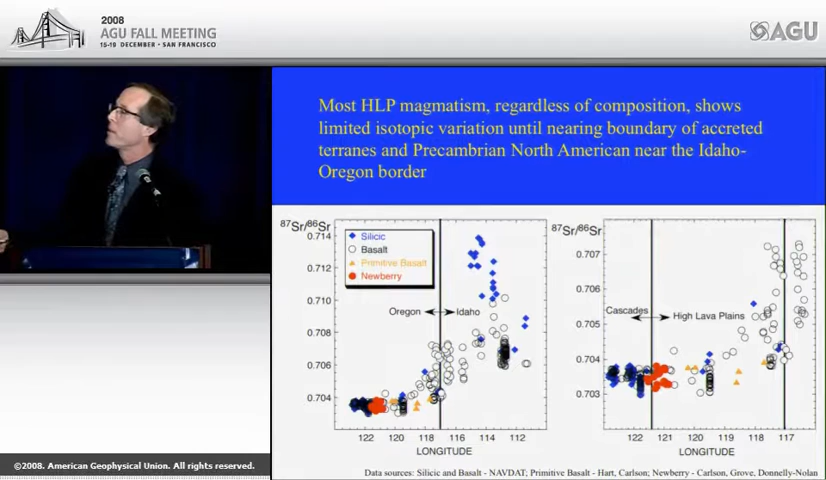 2008
AGU FALL MEETING
15-19 DECEMBER • SAN FRANCISCO
AGU
Most HLP magmatism, regardless of composition, shows
limited isotopic variation until nearing boundary of accreted
terranes and Precambrian North American near the Idaho-
Oregon border
87Sr/86Sr
0.714
0.712
0.710
0.708
0.706
0.704
Silicic
Basalt
Primitive Basalt
Newberry
Oregon
Idaho
122 120 118 116 114 112
LONGITUDE
87Sr/86Sr
0.707
0.706
0.705
0.704
0.703
Cascades
High Lava Plains
122 121 120 119 118 117
LONGITUDE
Data sources: Silicic and Basalt - NAVDAT; Primitive Basalt - Hart, Carlson; Newberry - Carlson, Grove, Donnelly-Nolan
©2008. American Geophysical Union. All rights reserved.